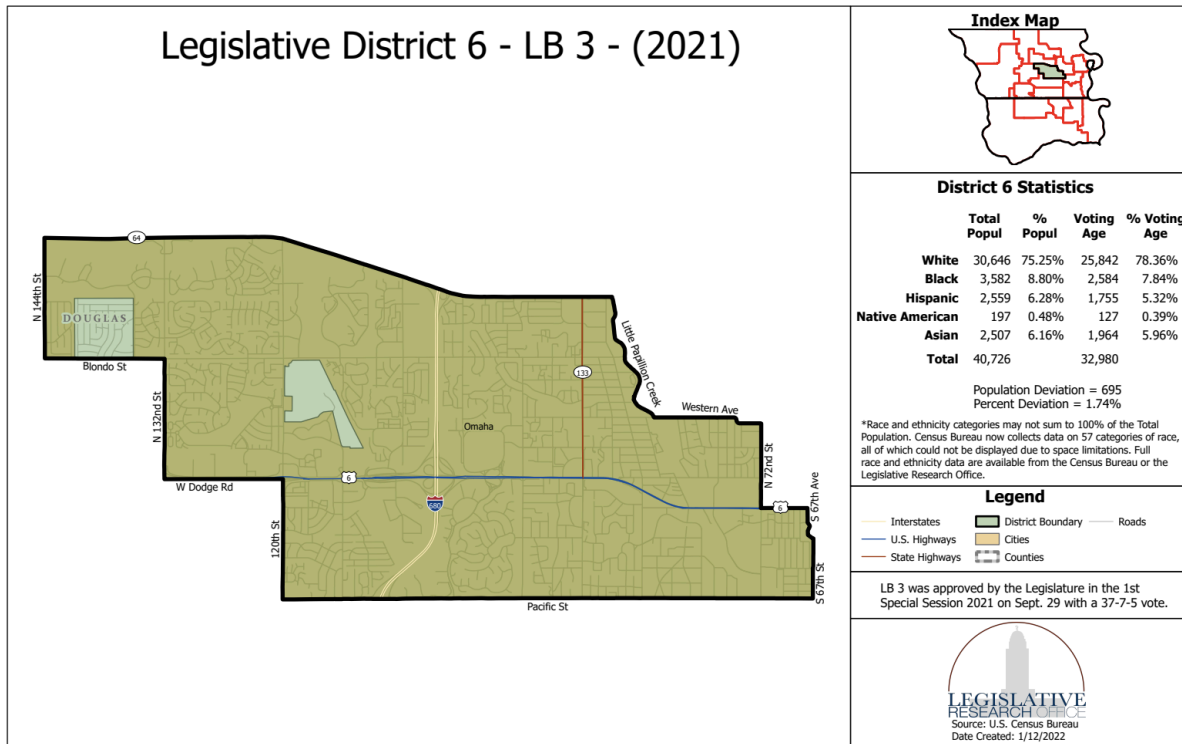 Legislative District 6 - LB 3 - (2021)
64
N 144th St
DOUGLAS
Blondo St
N 132nd St
W Dodge Rd
6
120th St
680
Omaha
133
Little Papillion Creek
Western Ave
N 72nd St
6
S 67th Ave
S 67th St
Pacific St
Index Map
District 6 Statistics
Total Popul % Popul Voting Age % Voting Age
White 30,646 75.25% 25,842 78.36%
Black 3,582 8.80% 2,584 7.84%
Hispanic 2,559 6.28% 1,755 5.32%
Native American 197 0.48% 127 0.39%
Asian 2,507 6.16% 1,964 5.96%
Total 40,726 32,980
Population Deviation = 695
Percent Deviation = 1.74%
*Race and ethnicity categories may not sum to 100% of the Total
Population. Census Bureau now collects data on 57 categories of race,
all of which could not be displayed due to space limitations. Full
race and ethnicity data are available from the Census Bureau or the
Legislative Research Office.
Legend
Interstates District Boundary Roads
U.S. Highways Cities
State Highways Counties
LB 3 was approved by the Legislature in the 1st
Special Session 2021 on Sept. 29 with a 37-7-5 vote.
LEGISLATIVE
RESEARCH OFFICE
Source: U.S. Census Bureau
Date Created: 1/12/2022